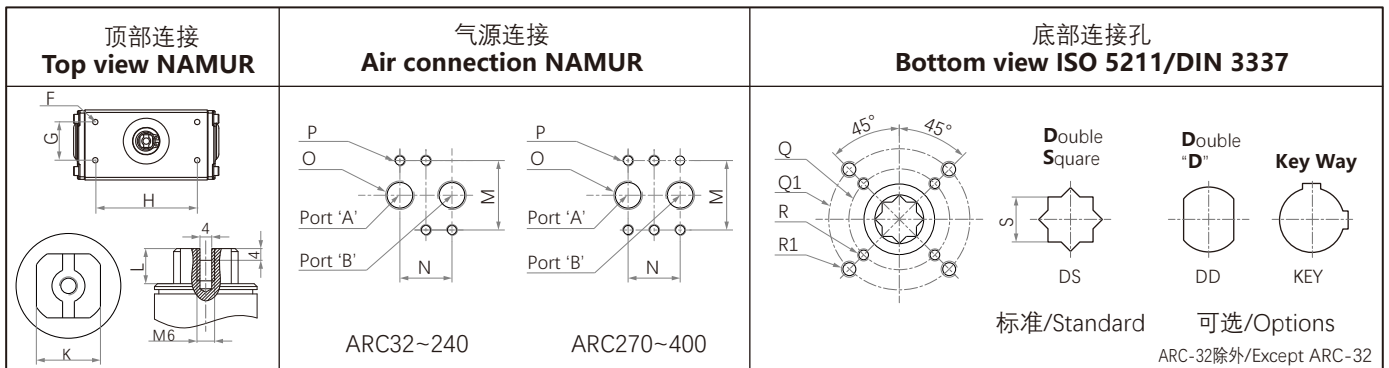 顶部连接
Top view NAMUR
气源连接
Air connection NAMUR
底部连接孔
Bottom view ISO 5211/DIN 3337
F
G
H
4
4
L
M6
K
P
O
Port ‘A’
Port ‘B’
M
N
ARC32~240
P
O
Port ‘A’
Port ‘B’
M
N
ARC270~400
45°
45°
Q
Q1
R
R1
Double
Square
S
DS
Double
“D”
DD
Key Way
KEY
标准/Standard
可选/Options
ARC-32除外/Except ARC-32